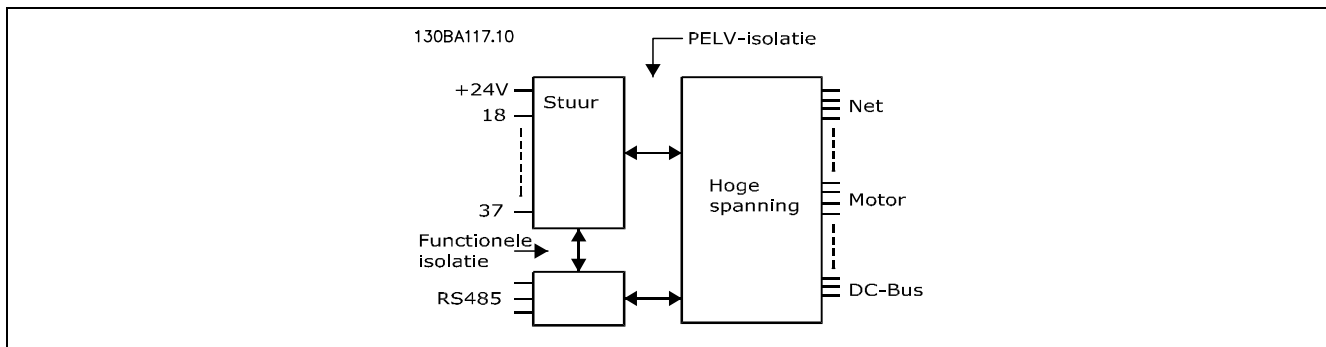 130BA117.10
PELV-isolatie
+24V
Stuur
18
Net
Hoge
spanning
Motor
37
Functionele
isolatie
RS485
DC-Bus